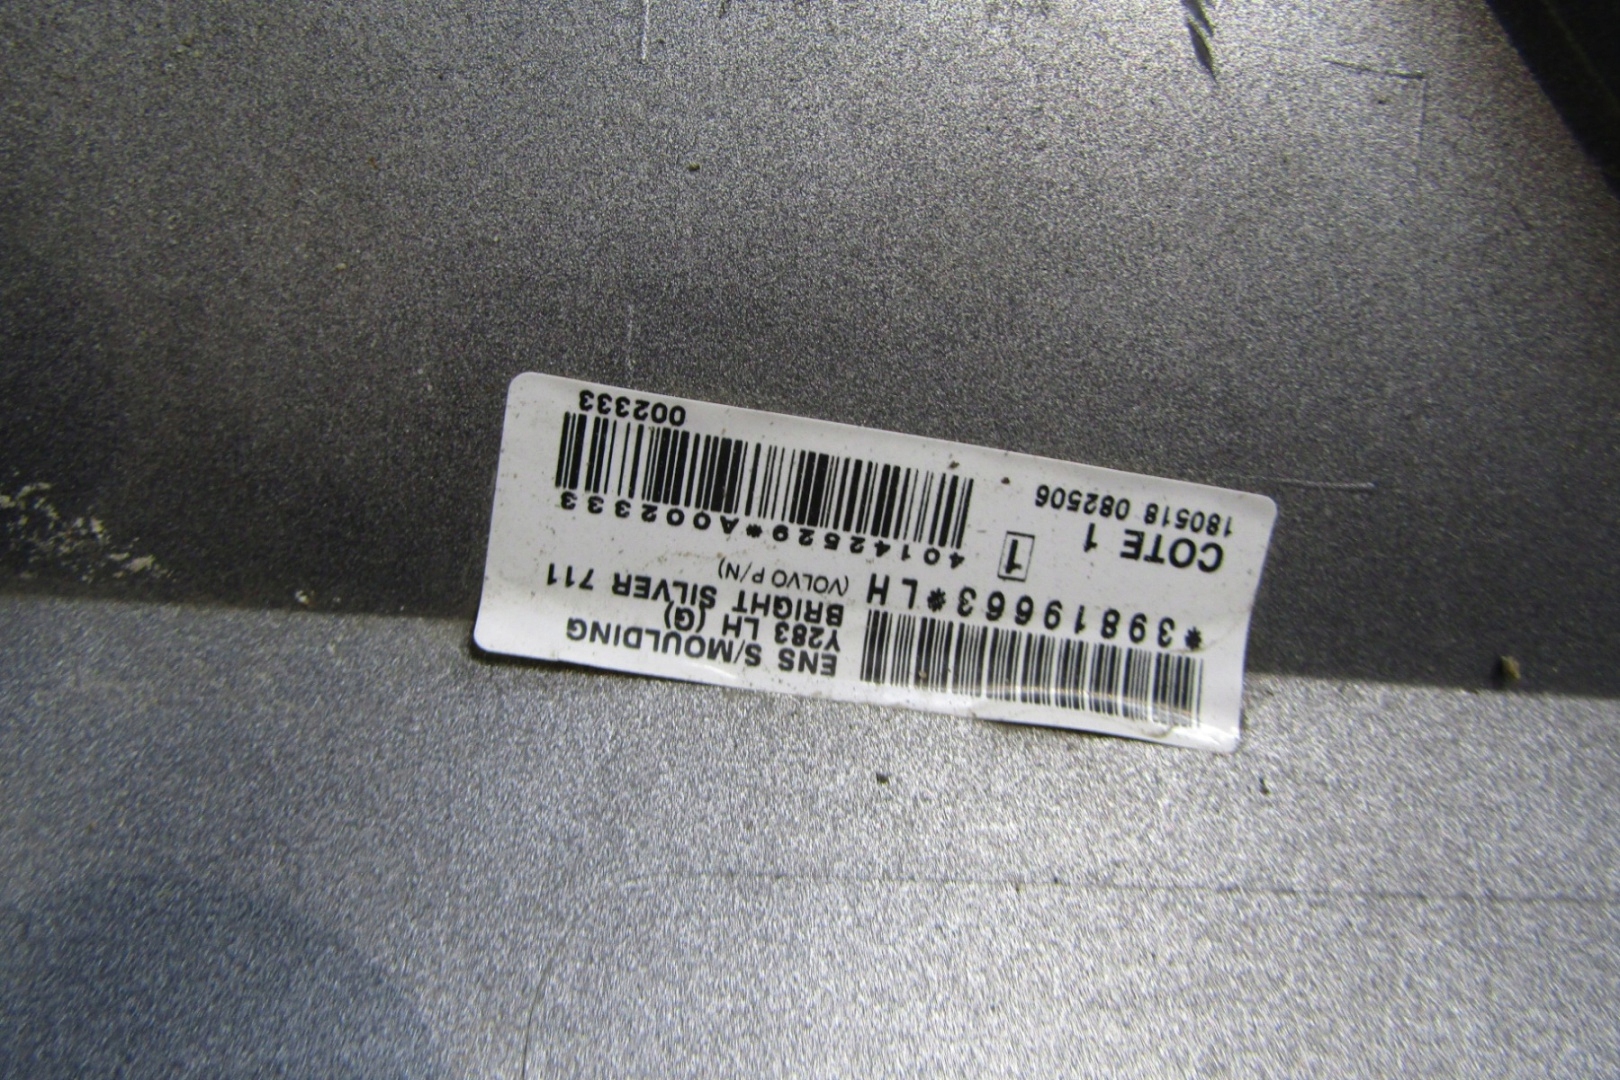 ENS S/MOULDING
Y283 LH (G)
BRIGHT SILVER 711
(VOLVO P/N)
*39819663*LH
1
COTE 1
180518 082506
40142529*A002333
002333